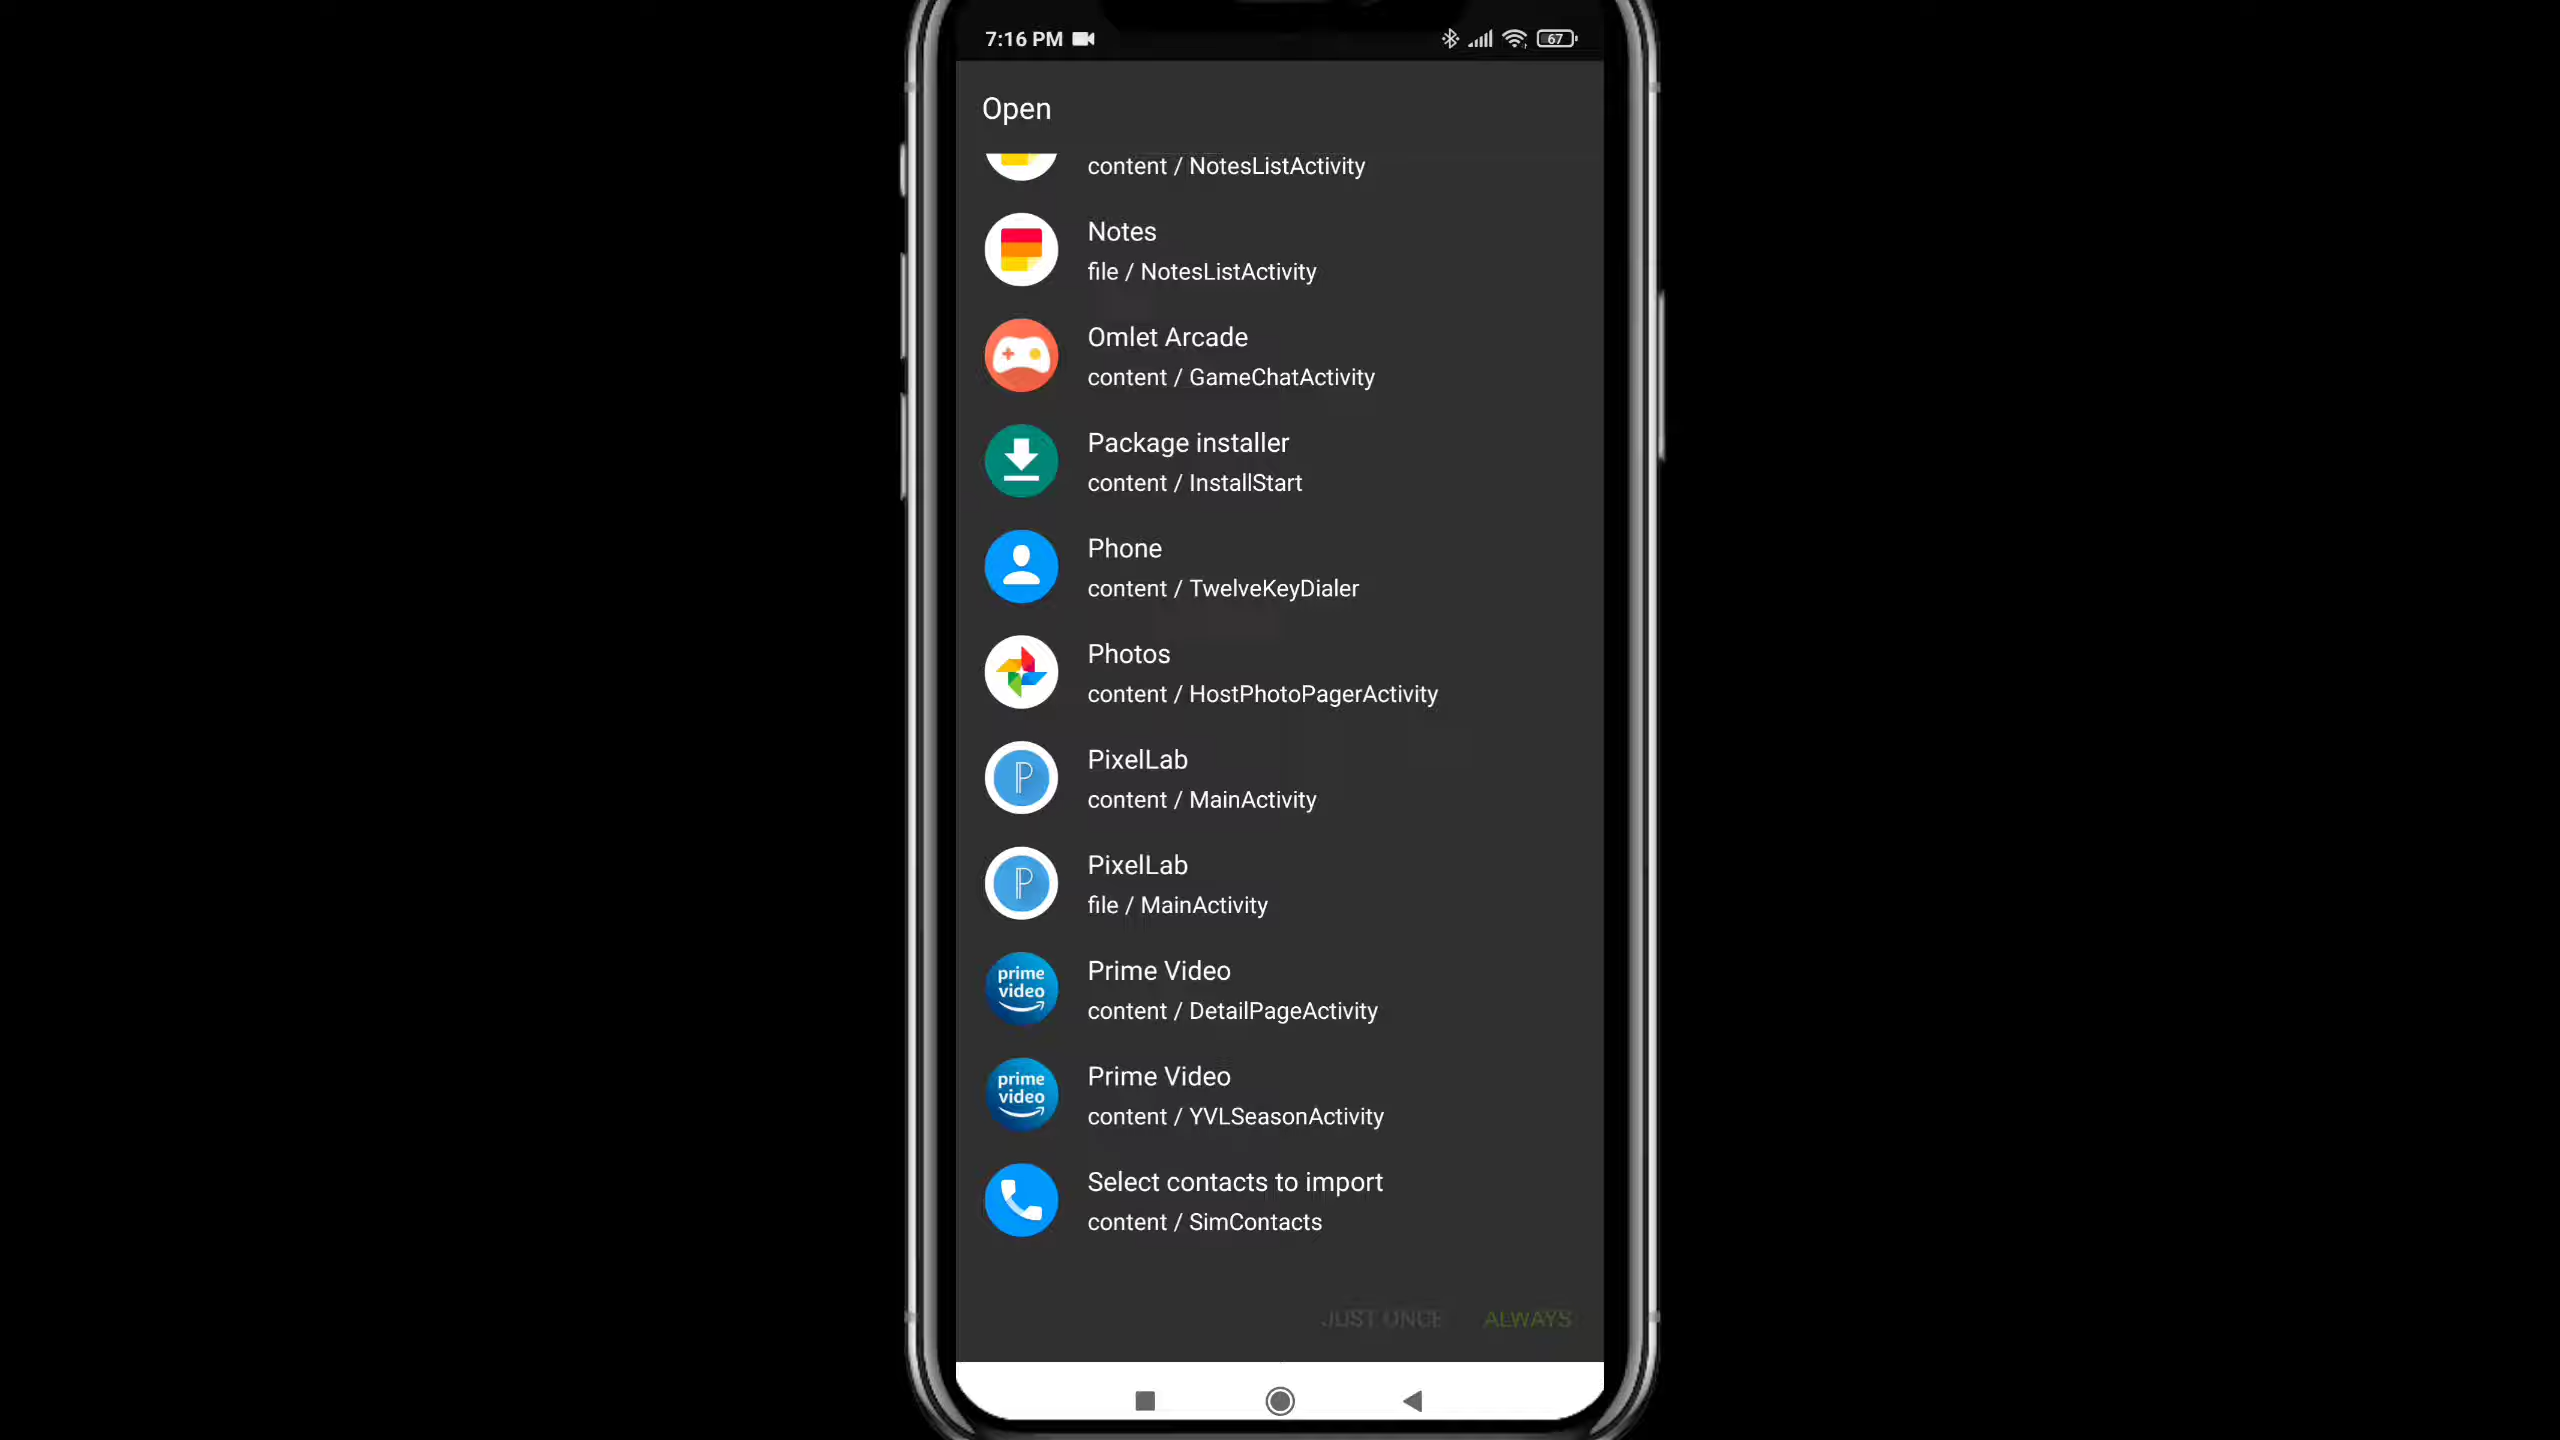 7:16 PM
67
Open
content / NotesListActivity
Notes
file / NotesListActivity
Omlet Arcade
content / GameChatActivity
Package installer
content / InstallStart
Phone
content / TwelveKeyDialer
Photos
content / HostPhotoPagerActivity
PixelLab
content / MainActivity
PixelLab
file / MainActivity
prime
video
Prime Video
content / DetailPageActivity
prime
video
Prime Video
content / YVLSeasonActivity
Select contacts to import
content / SimContacts
JUST ONCE ALWAYS